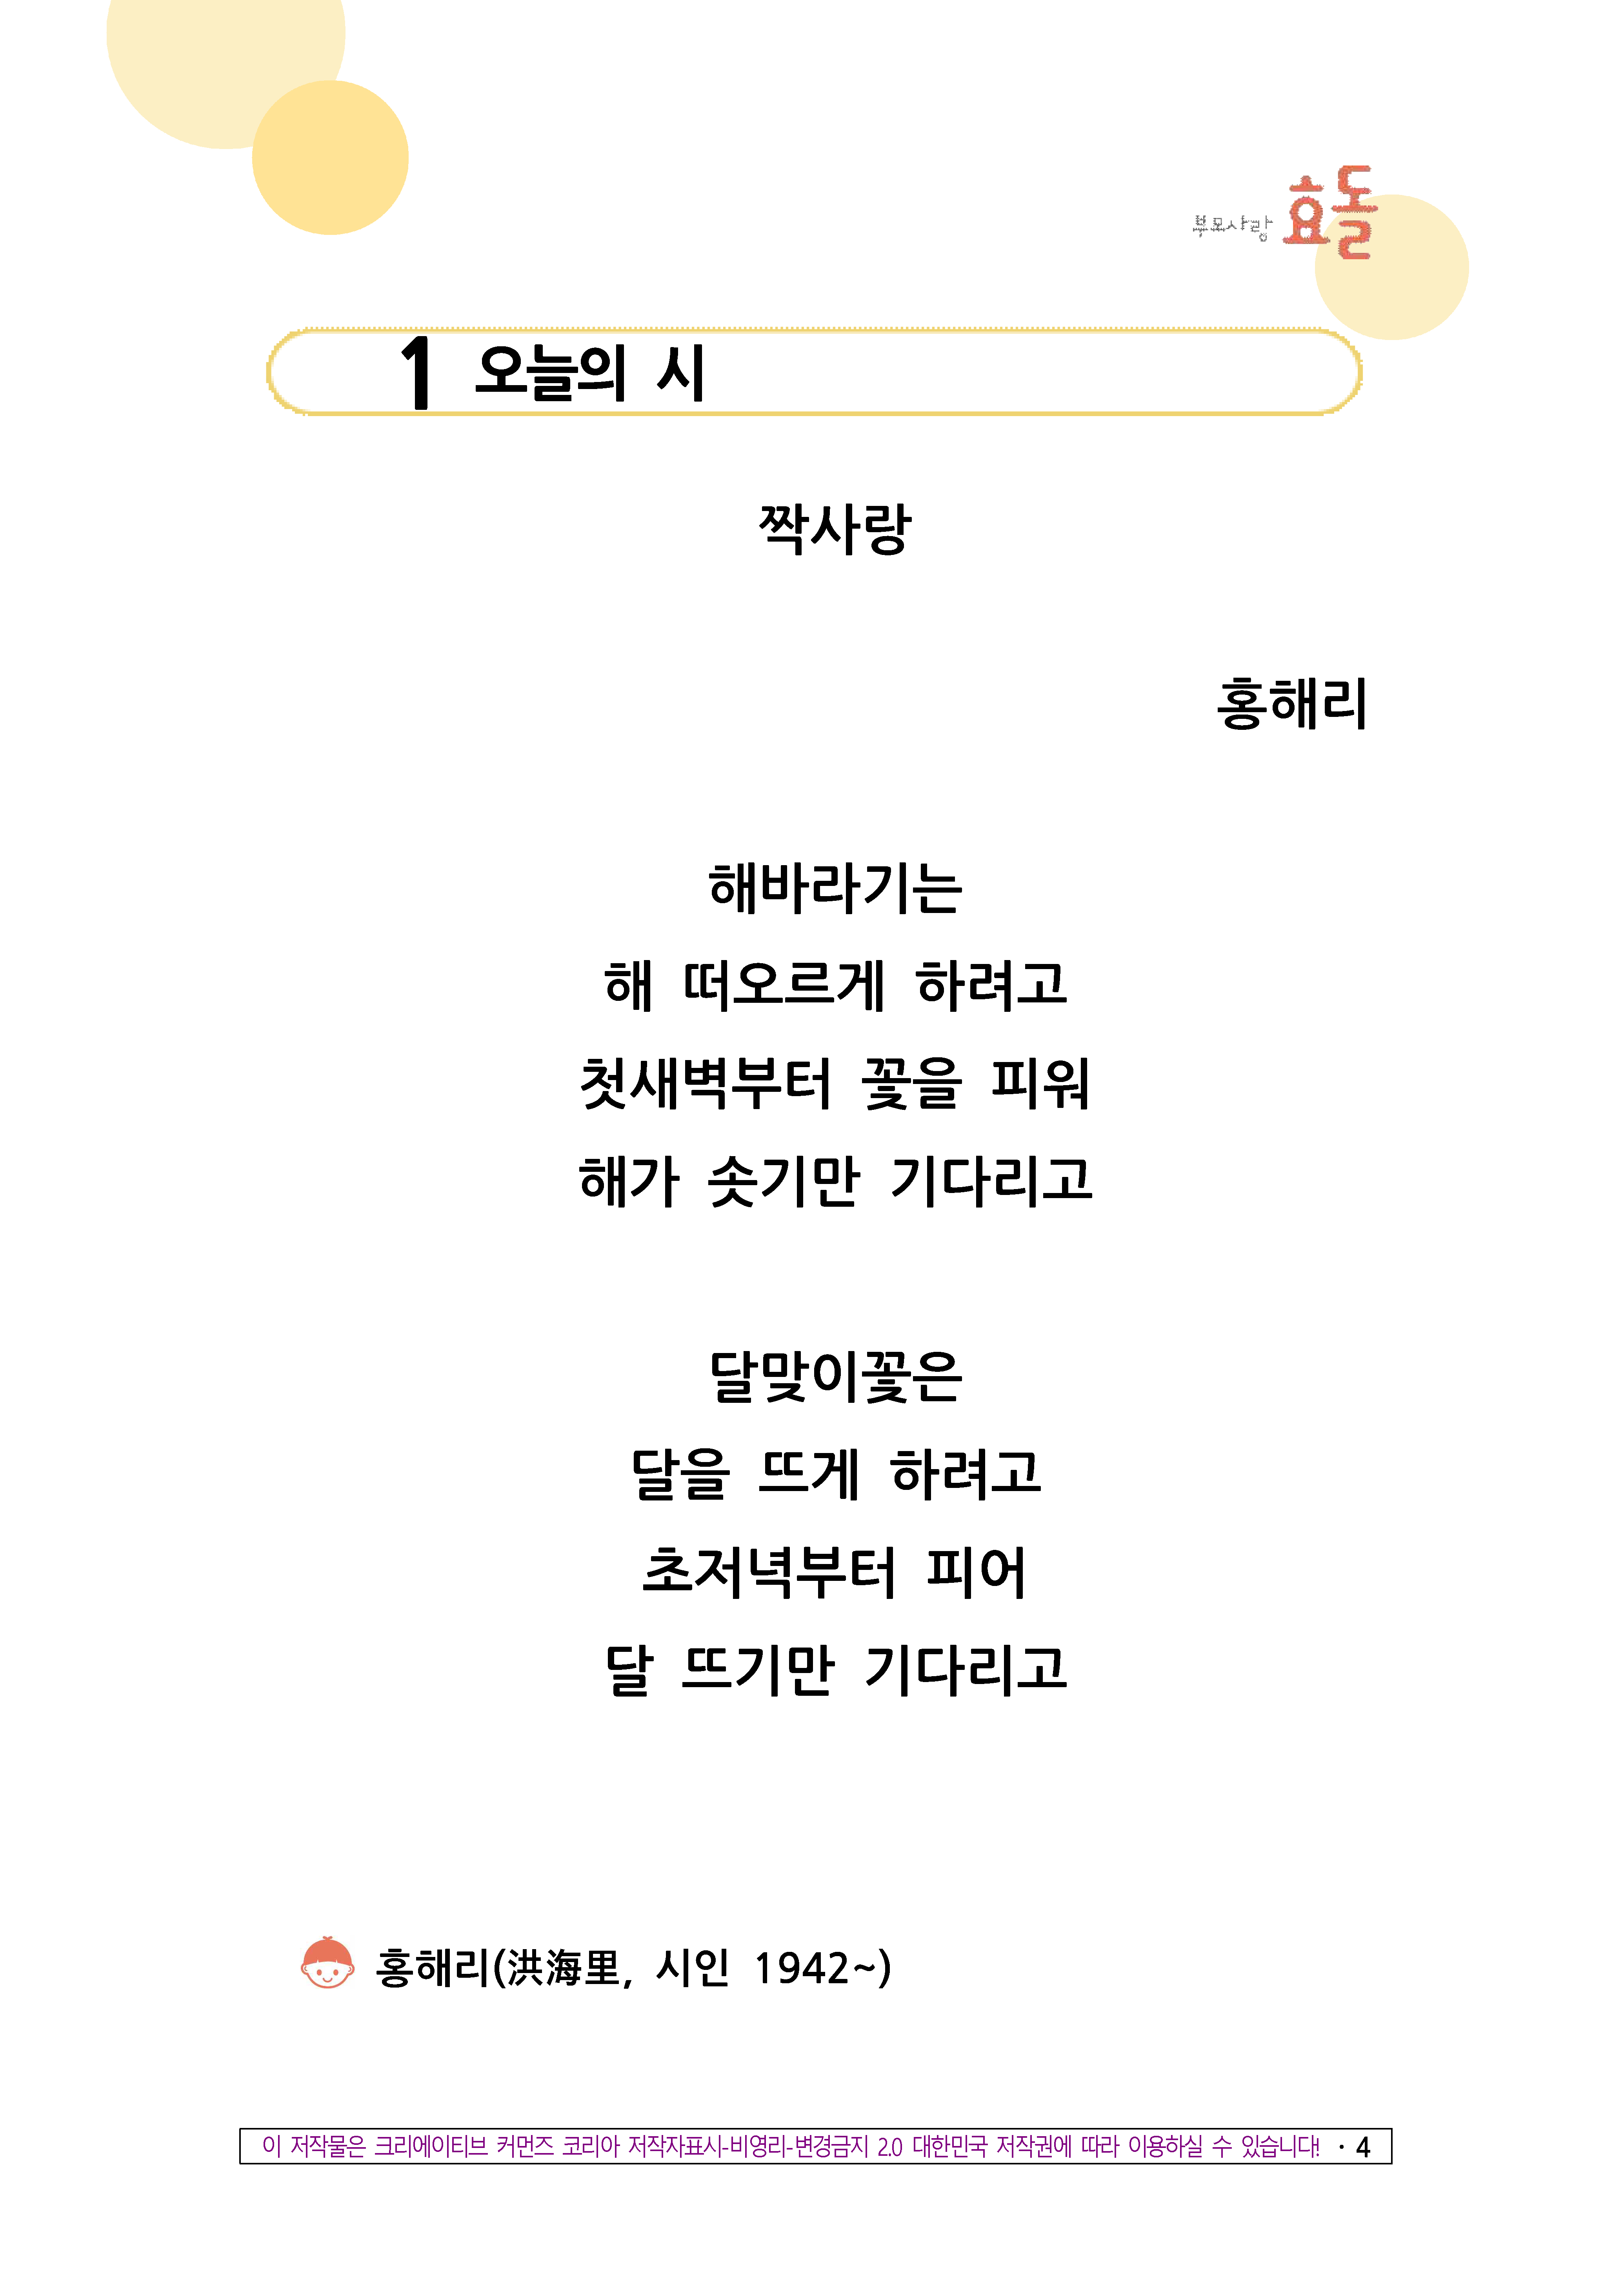 부모사랑 효돌
1 오늘의 시
짝사랑
홍해리
해바라기는
해 떠오르게 하려고
첫새벽부터 꽃을 피워
해가 솟기만 기다리고
달맞이꽃은
달을 뜨게 하려고
초저녁부터 피어
달 뜨기만 기다리고
홍해리(洪海里, 시인 1942~)
이 저작물은 크리에이티브 커먼즈 코리아 저작자표시-비영리-변경금지 2.0 대한민국 저작권에 따라 이용하실 수 있습니다! · 4